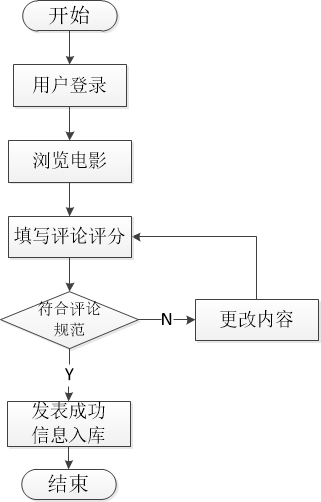 开始
用户登录
浏览电影
填写评论评分
符合评论
规范
N
更改内容
Y
发表成功
信息入库
结束